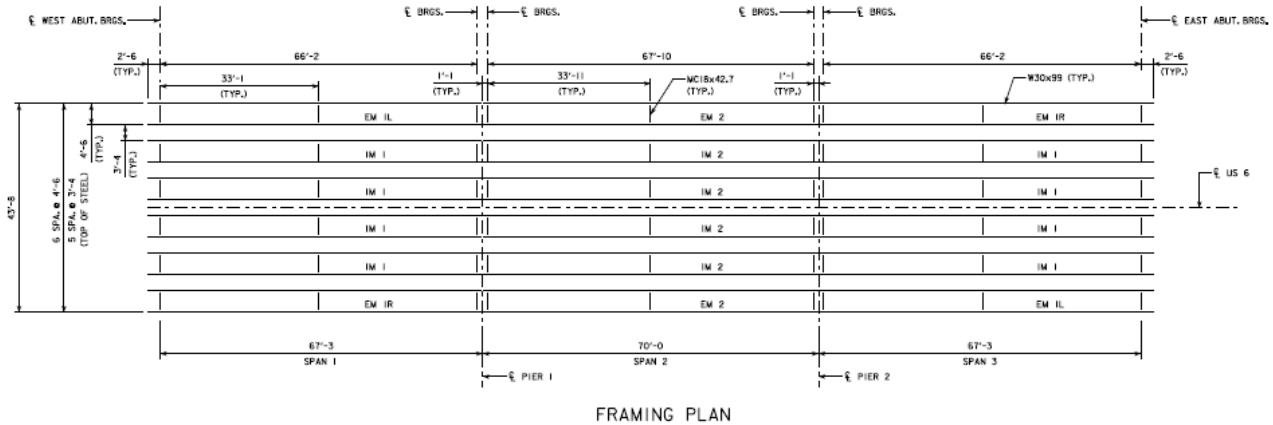 ℄ BRGS.
℄ BRGS.
℄ BRGS.
℄ BRGS.
℄ WEST ABUT. BRGS.
℄ EAST ABUT. BRGS.
2'-6
(TYP.)
66'-2
67'-10
66'-2
2'-6
(TYP.)
33'-1
(TYP.)
1'-1
(TYP.)
33'-11
(TYP.)
MC18x42.7
(TYP.)
1'-1
(TYP.)
W30x99 (TYP.)
43'-8
6 SPA. @ 4'-6
5 SPA. @ 3'-4
(TOP OF STEEL)
4'-6
(TYP.)
3'-4
(TYP.)
EM 1L
EM 2
EM 1R
IM 1
IM 2
IM 1
IM 1
IM 2
IM 1
℄ US 6
IM 1
IM 2
IM 1
IM 1
IM 2
IM 1
EM 1R
EM 2
EM 1L
67'-3
SPAN 1
70'-0
SPAN 2
67'-3
SPAN 3
℄ PIER 1
℄ PIER 2
FRAMING PLAN